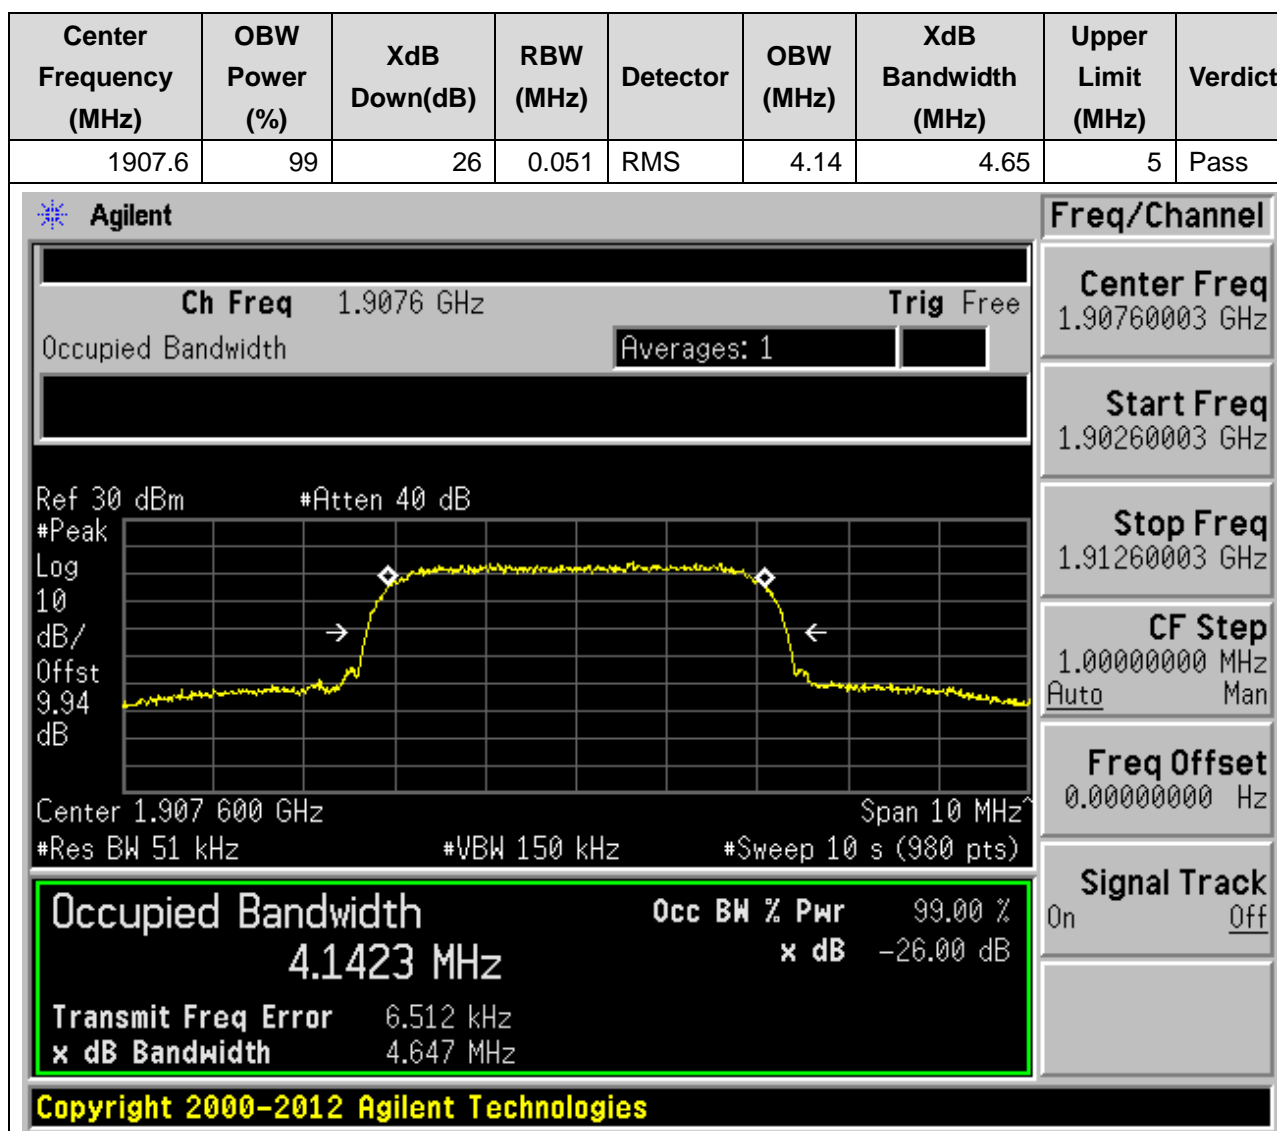 Center Frequency (MHz) OBW Power (%) XdB Down(dB) RBW (MHz) Detector OBW (MHz) XdB Bandwidth (MHz) Upper Limit (MHz) Verdict
1907.6 99 26 0.051 RMS 4.14 4.65 5 Pass
Agilent
Freq/Channel
Ch Freq 1.9076 GHz Trig Free
Occupied Bandwidth Averages: 1
Center Freq
1.90760003 GHz
Start Freq
1.90260003 GHz
Stop Freq
1.91260003 GHz
CF Step
1.00000000 MHz
Auto Man
Freq Offset
0.00000000 Hz
Signal Track
On Off
Ref 30 dBm #Atten 40 dB
#Peak
Log
10
dB/
Offst
9.94
dB
Center 1.907 600 GHz Span 10 MHz^
#Res BW 51 kHz #VBW 150 kHz #Sweep 10 s (980 pts)
Occupied Bandwidth Occ BW % Pwr 99.00 %
4.1423 MHz x dB -26.00 dB
Transmit Freq Error 6.512 kHz
x dB Bandwidth 4.647 MHz
Copyright 2000-2012 Agilent Technologies